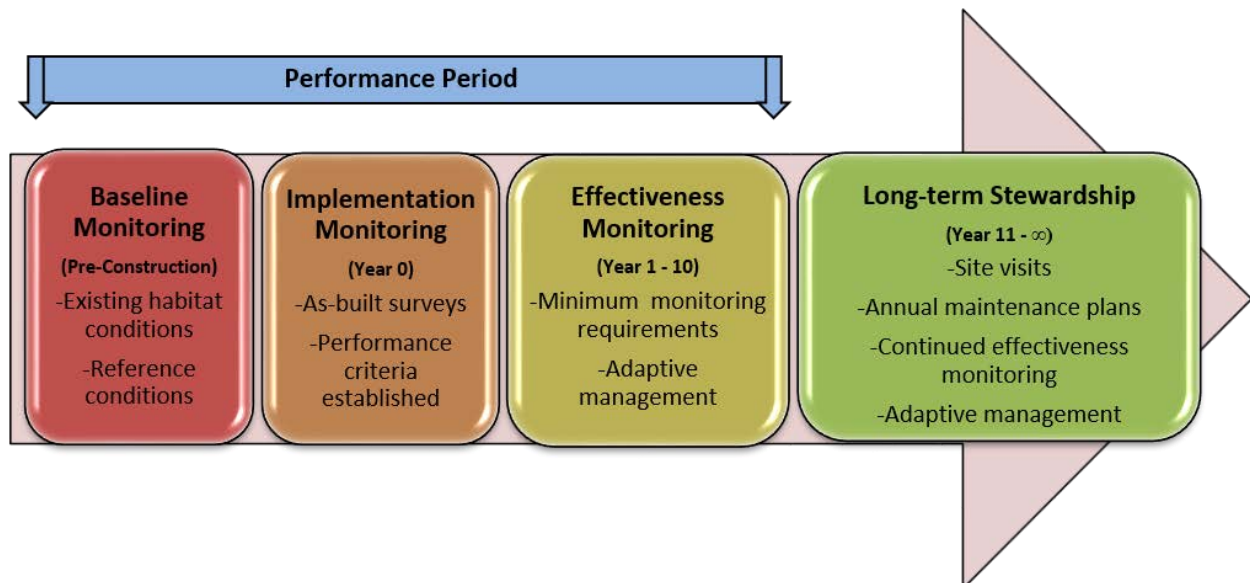 Performance Period
Baseline
Monitoring
(Pre-Construction)
-Existing habitat
conditions
-Reference
conditions
Implementation
Monitoring
(Year 0)
-As-built surveys
-Performance
criteria
established
Effectiveness
Monitoring
(Year 1 - 10)
-Minimum monitoring
requirements
-Adaptive
management
Long-term Stewardship
(Year 11 - ∞)
-Site visits
-Annual maintenance plans
-Continued effectiveness
monitoring
-Adaptive management